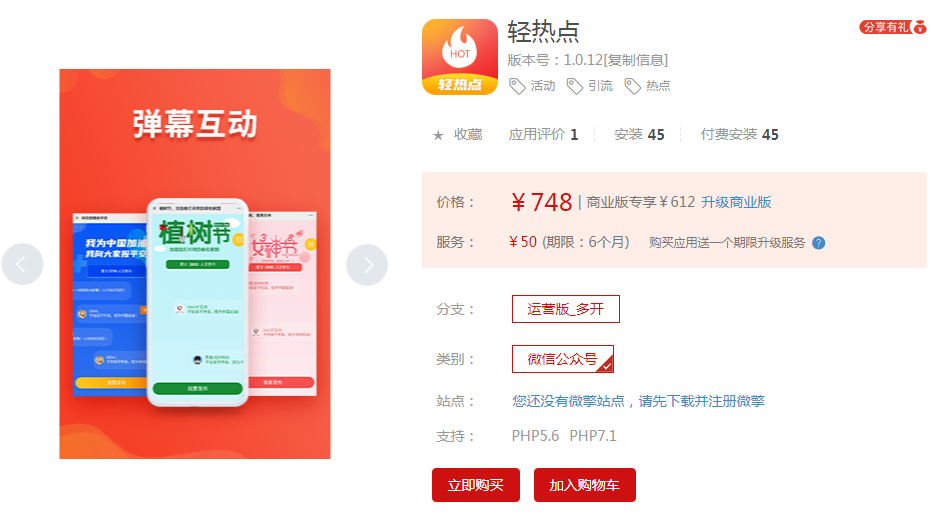 弹幕互动
我为中国加油
我向大家报平安
植树节
女神节
HOT
轻热点
轻热点
版本号：1.0.12[复制信息]
活动 引流 热点
分享有礼
★ 收藏 应用评价 1 安装 45 付费安装 45
价格： ￥748 | 商业版专享￥612 升级商业版
服务： ￥50 (期限：6个月) 购买应用送一个期限升级服务 ?
分支： 运营版_多开
类别： 微信公众号
站点： 您还没有微擎站点，请先下载并注册微擎
支持： PHP5.6 PHP7.1
立即购买 加入购物车